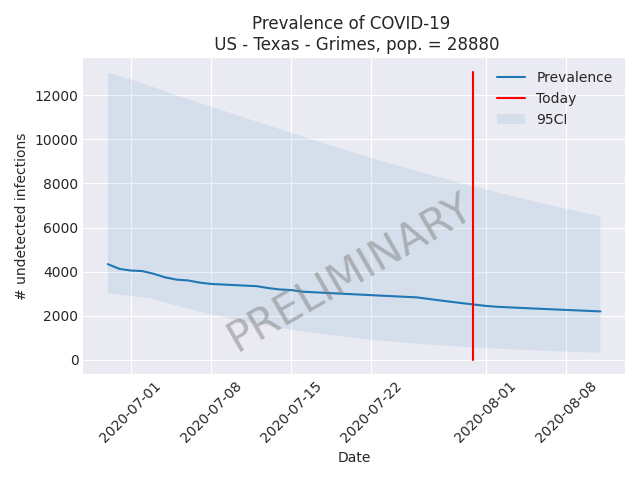 Prevalence of COVID-19
US - Texas - Grimes, pop. = 28880
# undetected infections
12000
10000
8000
6000
4000
2000
0
Prevalence
Today
95CI
PRELIMINARY
2020-07-01
2020-07-08
2020-07-15
2020-07-22
2020-08-01
2020-08-08
Date